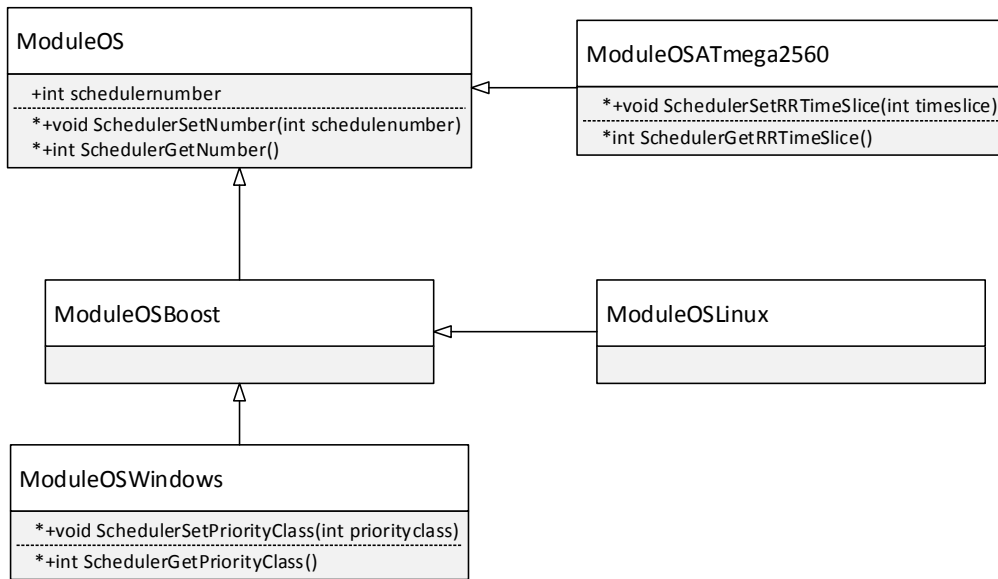 ModuleOS
+int schedulernumber
*+void SchedulerSetNumber(int schedulenumber)
*+int SchedulerGetNumber()
ModuleOSATmega2560
*+void SchedulerSetRRTimeSlice(int timeslice)
*int SchedulerGetRRTimeSlice()
ModuleOSBoost
ModuleOSLinux
ModuleOSWindows
*+void SchedulerSetPriorityClass(int priorityclass)
*+int SchedulerGetPriorityClass()